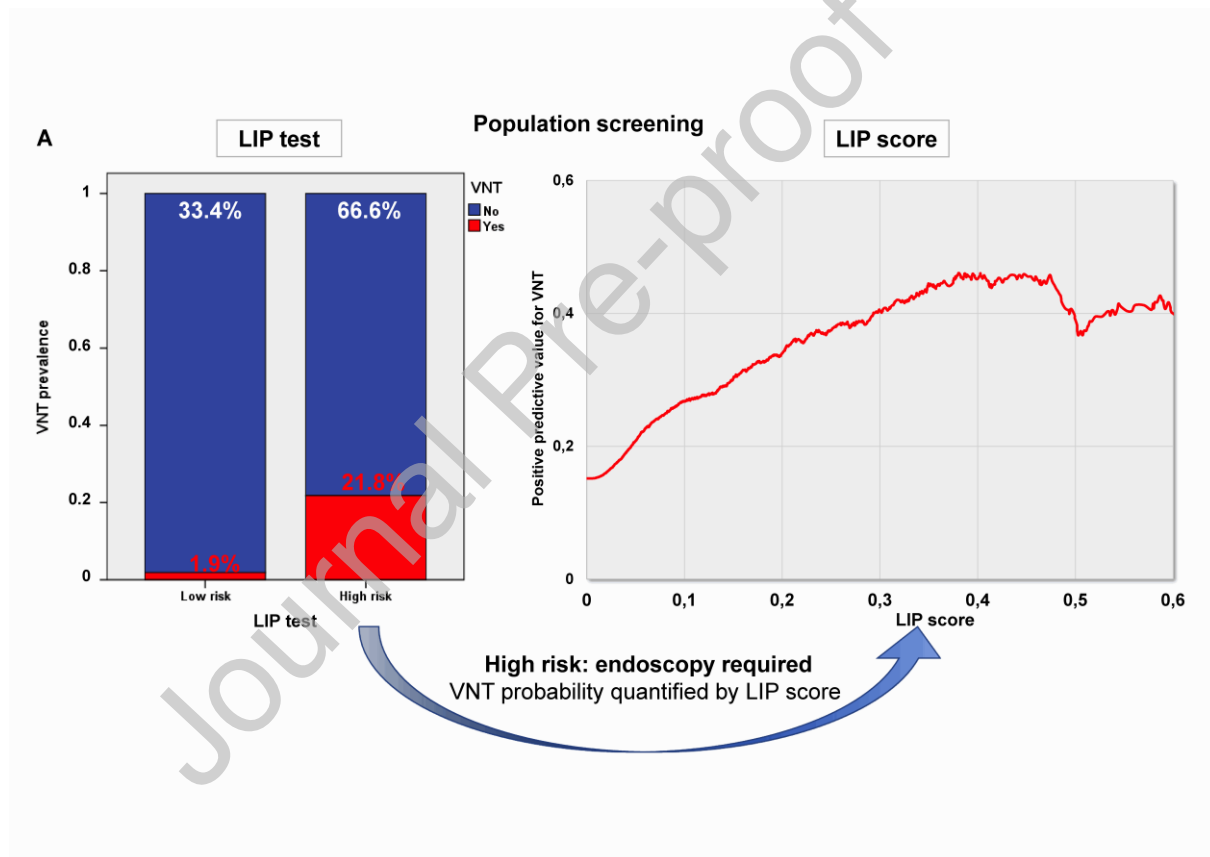 Journal Pre-proof
A
Population screening
LIP test
VNT
No
Yes
1
0.8
0.6
0.4
0.2
0
VNT prevalence
33.4%
66.6%
1.9%
21.8%
Low risk
High risk
LIP test
LIP score
0,6
0,4
0,2
0
Positive predictive value for VNT
0
0,1
0,2
0,3
0,4
0,5
0,6
LIP score
High risk: endoscopy required
VNT probability quantified by LIP score